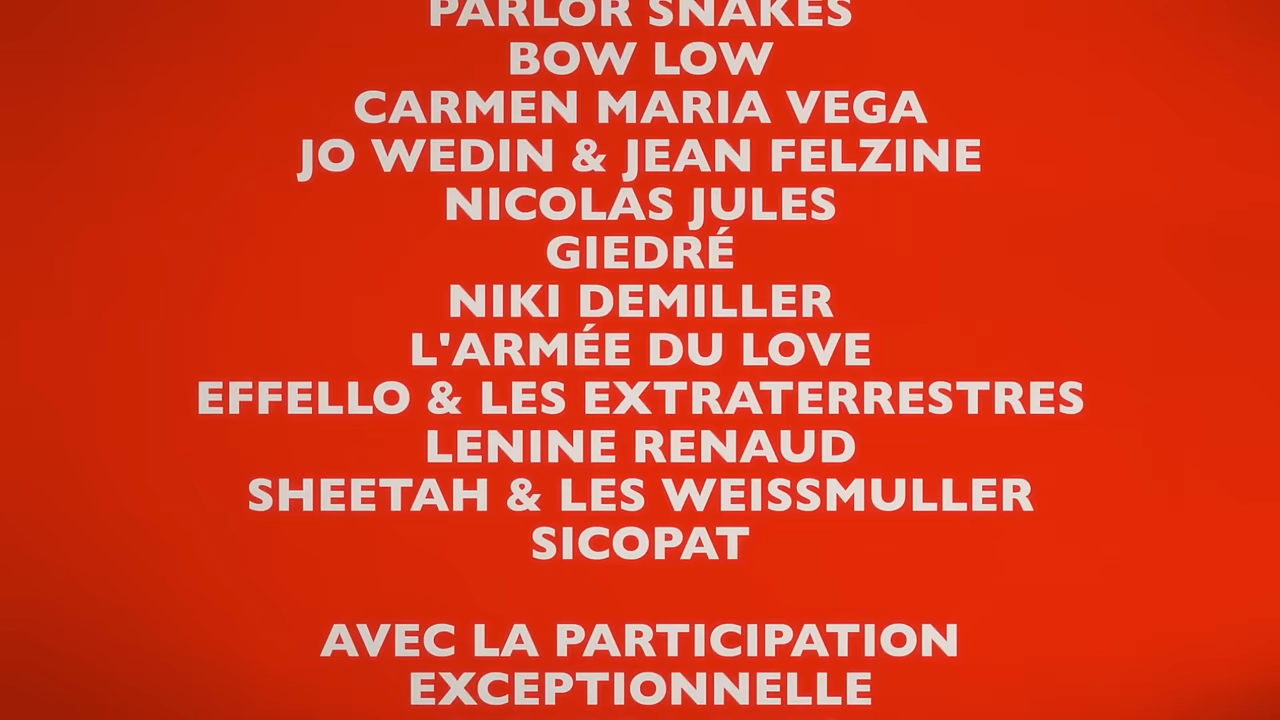 PARLOR SNAKES
BOW LOW
CARMEN MARIA VEGA
JO WEDIN & JEAN FELZINE
NICOLAS JULES
GIEDRÉ
NIKI DEMILLER
L'ARMÉE DU LOVE
EFFELLO & LES EXTRATERRESTRES
LENINE RENAUD
SHEETAH & LES WEISSMULLER
SICOPAT
AVEC LA PARTICIPATION
EXCEPTIONNELLE